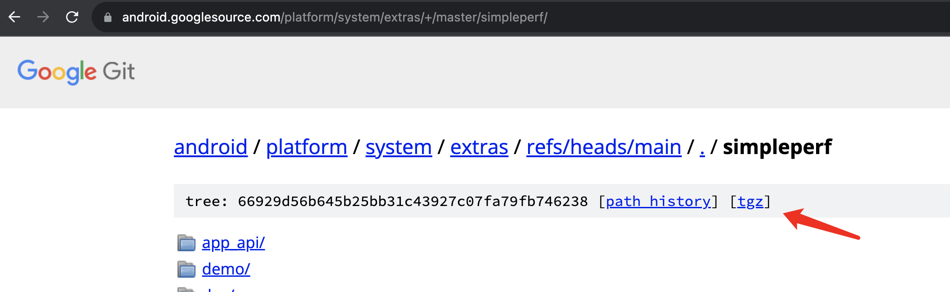 android.googlesource.com/platform/system/extras/+/master/simpleperf/
Google Git
android / platform / system / extras / refs/heads/main / . / simpleperf
tree: 66929d56b645b25bb31c43927c07fa79fb746238 [path history] [tgz]
app_api/
demo/